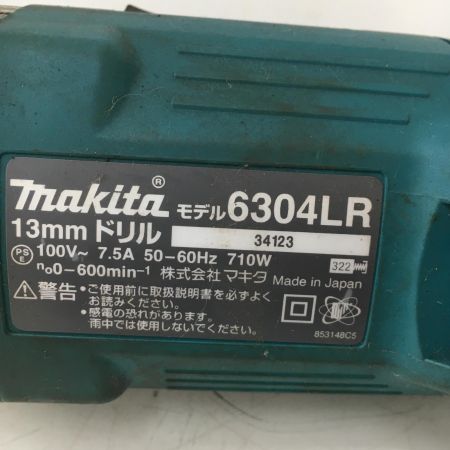 makita® モデル6304LR
13mm ドリル 34123
PSE 100V~ 7.5A 50-60Hz 710W
n₀0-600min⁻¹ 株式会社マキタ Made in Japan 322
警告 • ご使用前に取扱説明書を必ずよく
お読みください。
• 感電の恐れがあります。
雨中では使用しないでください。
853148C5